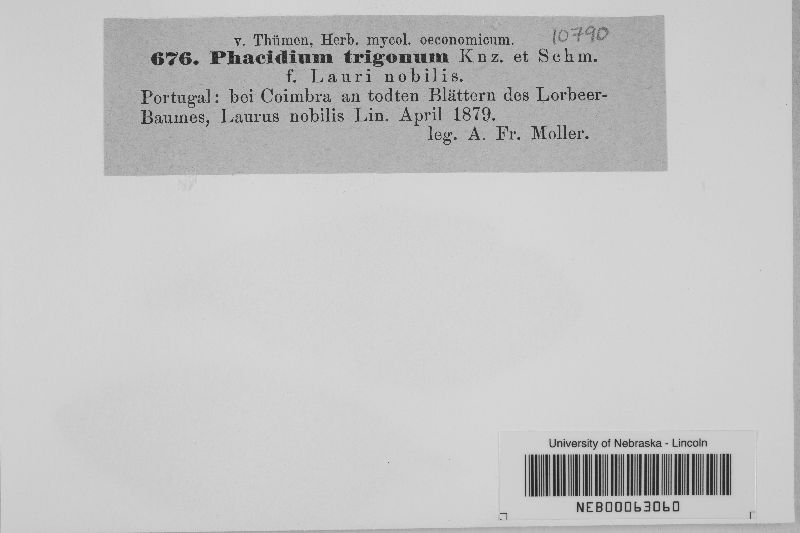 v. Thümen, Herb. mycol. oeconomicum. 10790
676. Phacidium trigonum Knz. et Schm.
f. Lauri nobilis.
Portugal: bei Coimbra an todten Blättern des Lorbeer-
Baumes, Laurus nobilis Lin. April 1879.
leg. A. Fr. Moller.
University of Nebraska - Lincoln
NEB00063060